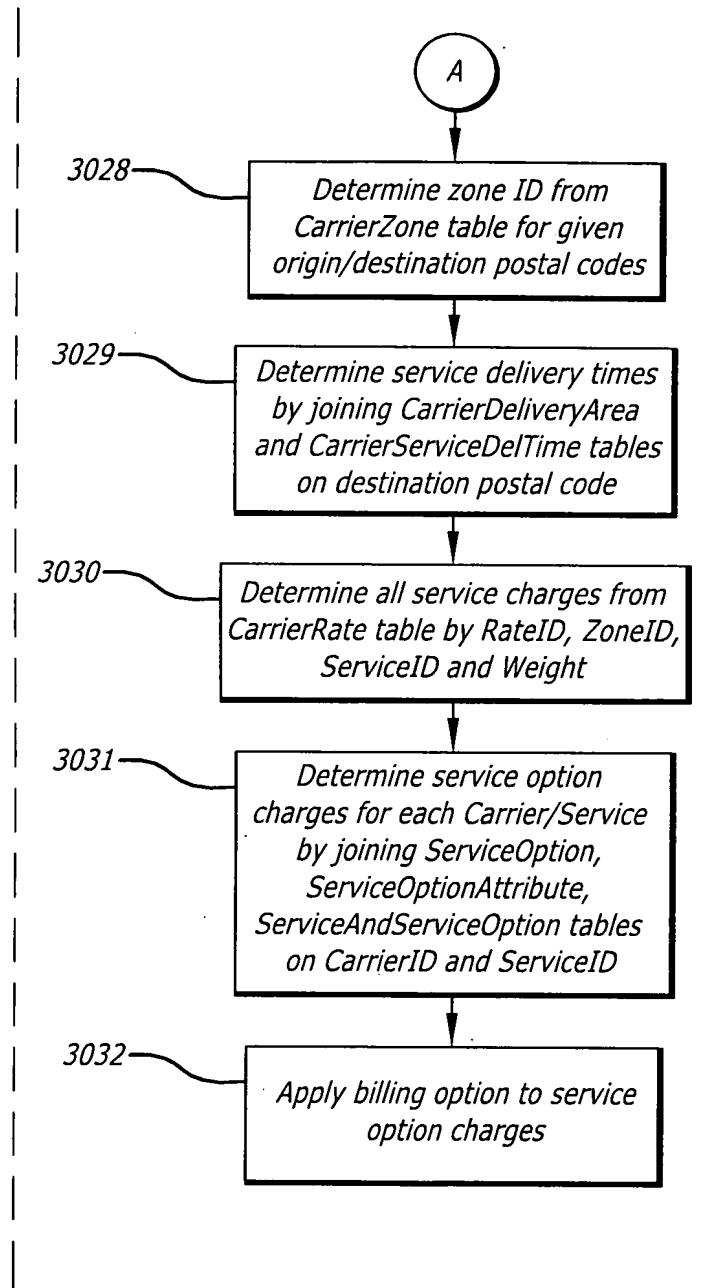 A
3028
Determine zone ID from
CarrierZone table for given
origin/destination postal codes
3029
Determine service delivery times
by joining CarrierDeliveryArea
and CarrierServiceDelTime tables
on destination postal code
3030
Determine all service charges from
CarrierRate table by RateID, ZoneID,
ServiceID and Weight
3031
Determine service option
charges for each Carrier/Service
by joining ServiceOption,
ServiceOptionAttribute,
ServiceAndServiceOption tables
on CarrierID and ServiceID
3032
Apply billing option to service
option charges